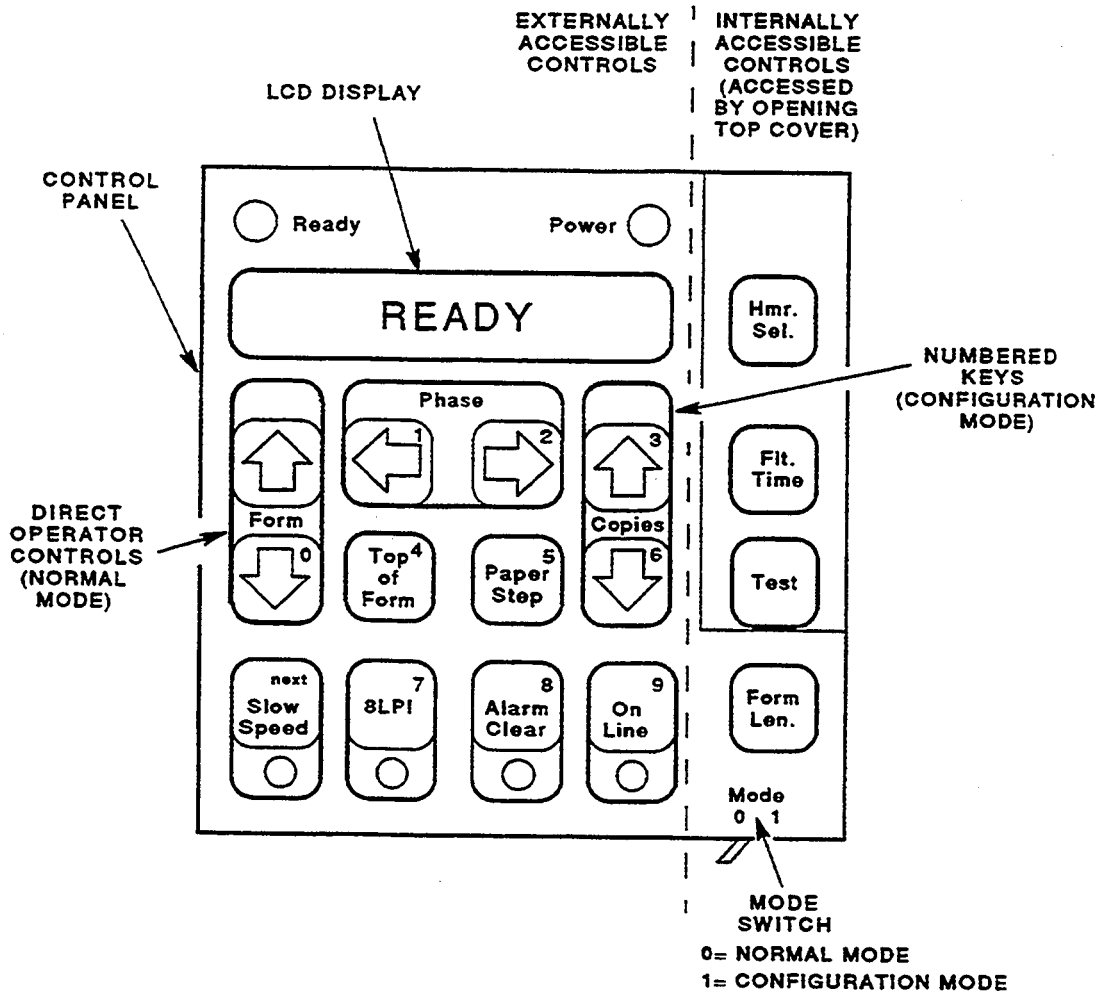 EXTERNALLY
ACCESSIBLE
CONTROLS
INTERNALLY
ACCESSIBLE
CONTROLS
(ACCESSED
BY OPENING
TOP COVER)
LCD DISPLAY
CONTROL
PANEL
Ready
Power
READY
Hmr.
Sel.
NUMBERED
KEYS
(CONFIGURATION
MODE)
Phase
1
2
3
Flt.
Time
DIRECT
OPERATOR
CONTROLS
(NORMAL
MODE)
Form
0
Top 4
of
Form
5
Paper
Step
Copies
6
Test
next
Slow
Speed
7
8LPI
8
Alarm
Clear
9
On
Line
Form
Len.
Mode
0 1
MODE
SWITCH
0= NORMAL MODE
1= CONFIGURATION MODE